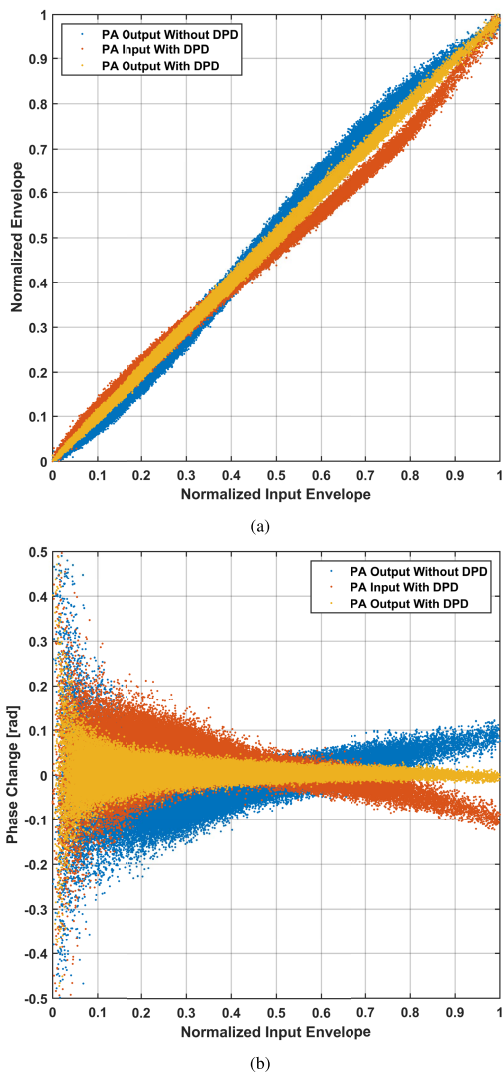 1
0.9
0.8
0.7
0.6
0.5
0.4
0.3
0.2
0.1
0
Normalized Envelope
PA Output Without DPD
PA Input With DPD
PA Output With DPD
0 0.1 0.2 0.3 0.4 0.5 0.6 0.7 0.8 0.9 1
Normalized Input Envelope
(a)
0.5
0.4
0.3
0.2
0.1
0
-0.1
-0.2
-0.3
-0.4
-0.5
Phase Change [rad]
PA Output Without DPD
PA Input With DPD
PA Output With DPD
0 0.1 0.2 0.3 0.4 0.5 0.6 0.7 0.8 0.9 1
Normalized Input Envelope
(b)